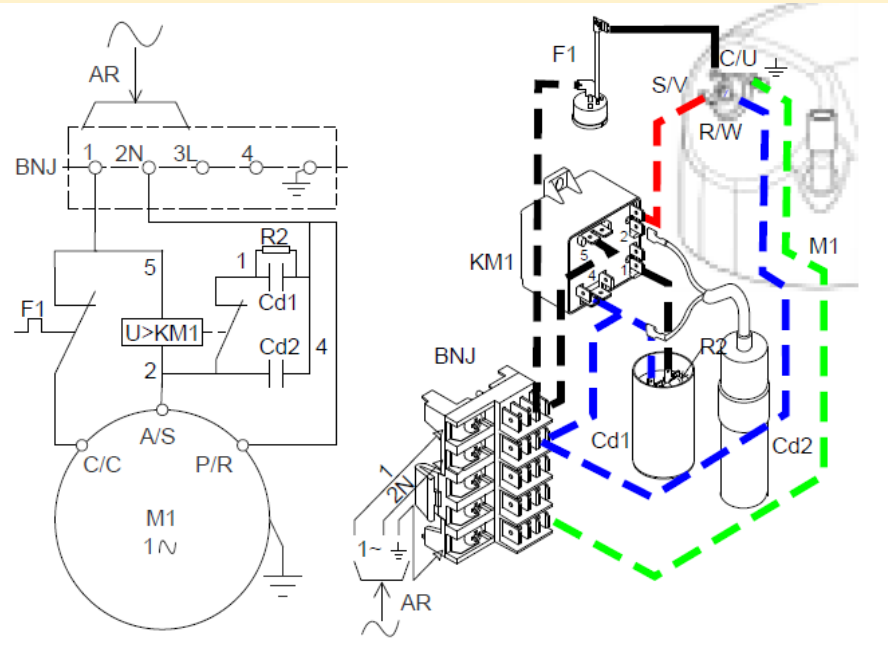 AR
BNJ
1
2N
3L
4
5
1
R2
Cd1
F1
U>KM1
Cd2
4
2
A/S
C/C
P/R
M1
1∿
F1
C/U
S/V
R/W
KM1
5
2
1
4
M1
BNJ
R2
Cd1
Cd2
1
2N
1~
AR